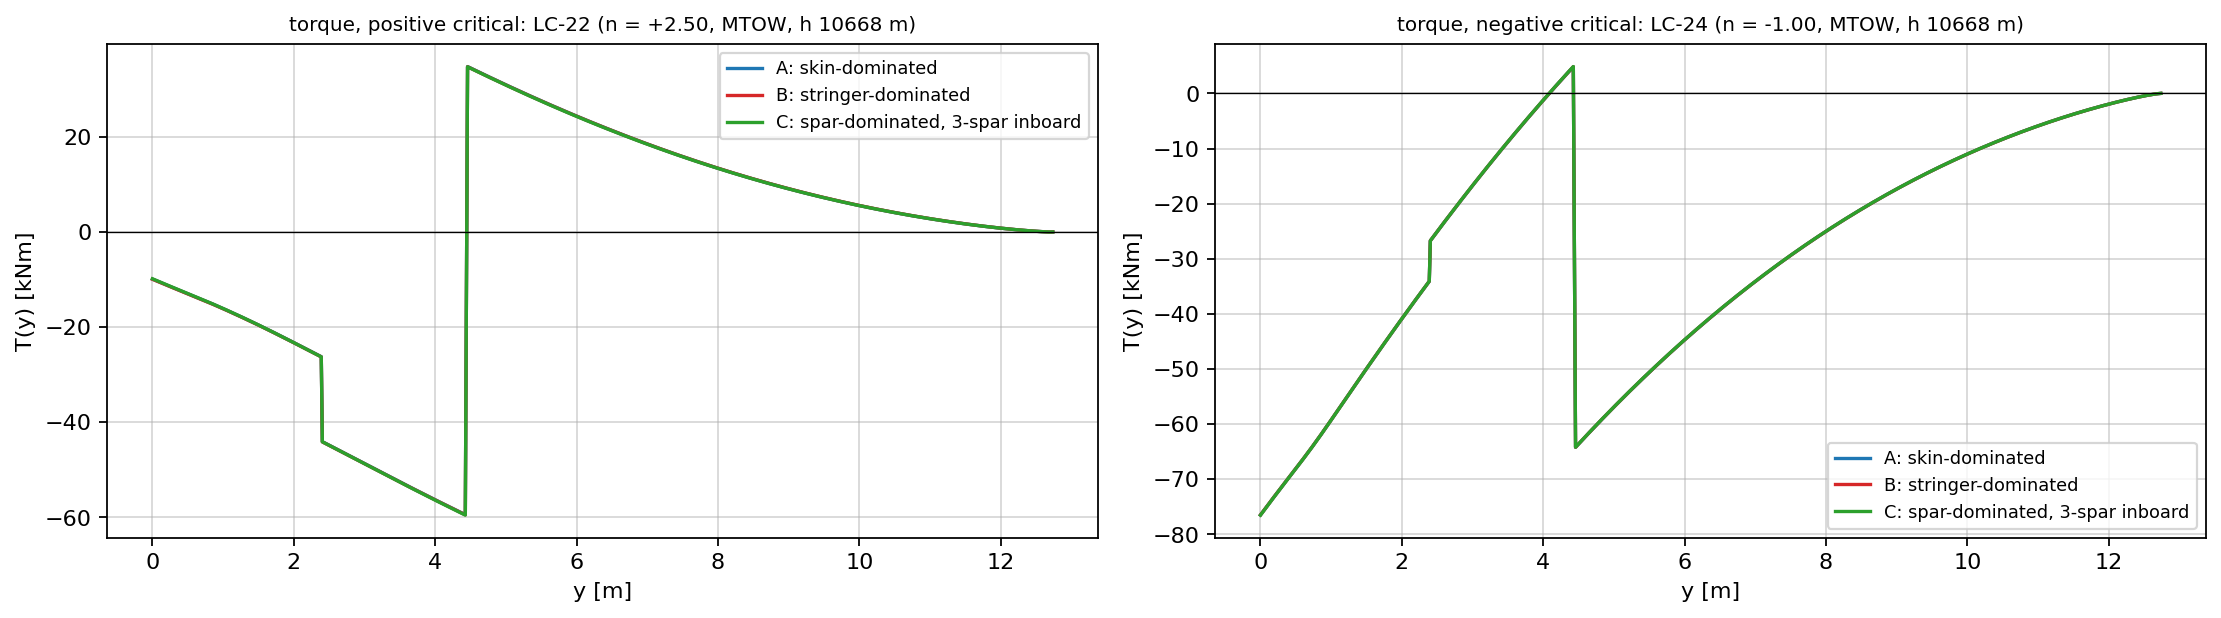 torque, positive critical: LC-22 (n = +2.50, MTOW, h 10668 m)
T(y) [kNm]
20
0
−20
−40
−60
A: skin-dominated
B: stringer-dominated
C: spar-dominated, 3-spar inboard
0 2 4 6 8 10 12
y [m]
torque, negative critical: LC-24 (n = -1.00, MTOW, h 10668 m)
T(y) [kNm]
0
−10
−20
−30
−40
−50
−60
−70
−80
A: skin-dominated
B: stringer-dominated
C: spar-dominated, 3-spar inboard
0 2 4 6 8 10 12
y [m]